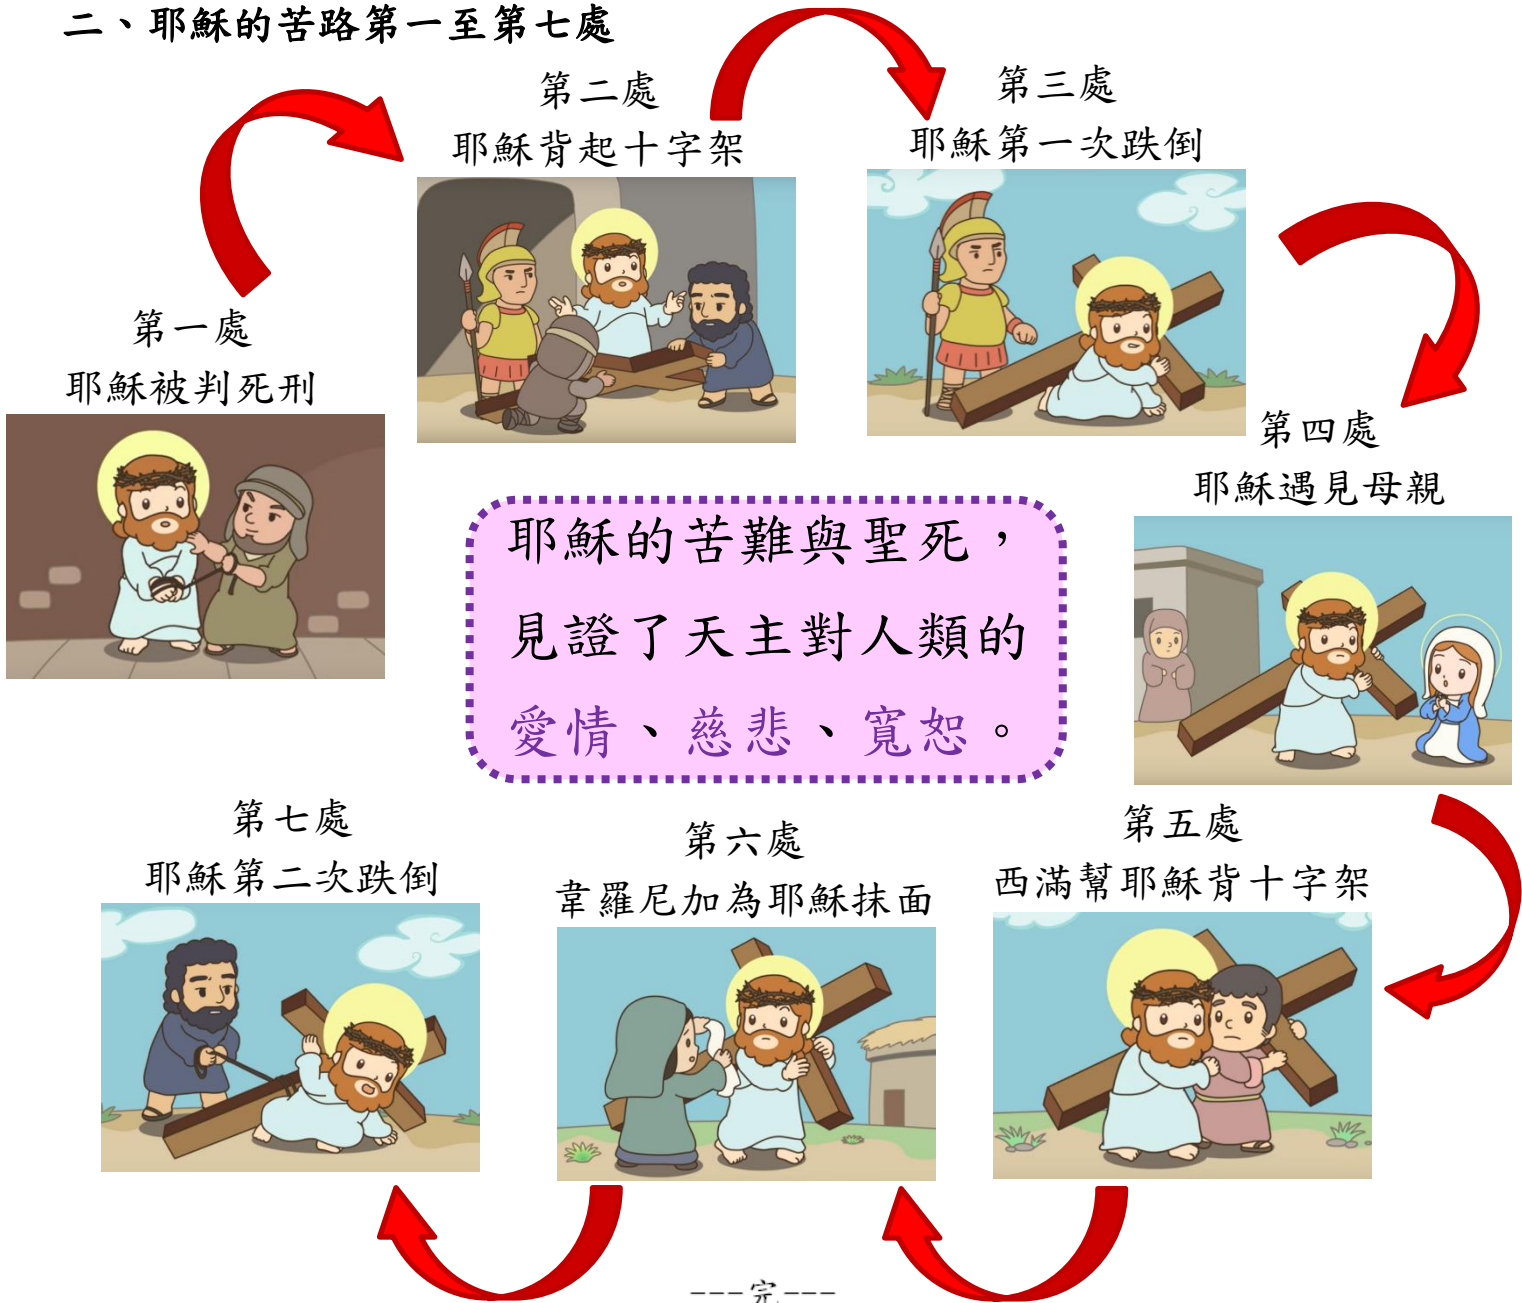 二、耶穌的苦路第一至第七處
第一處
耶穌被判死刑
第二處
耶穌背起十字架
第三處
耶穌第一次跌倒
第四處
耶穌遇見母親
耶穌的苦難與聖死，
見證了天主對人類的
愛情、慈悲、寬恕。
第五處
西滿幫耶穌背十字架
第六處
韋羅尼加為耶穌抹面
第七處
耶穌第二次跌倒
---完---